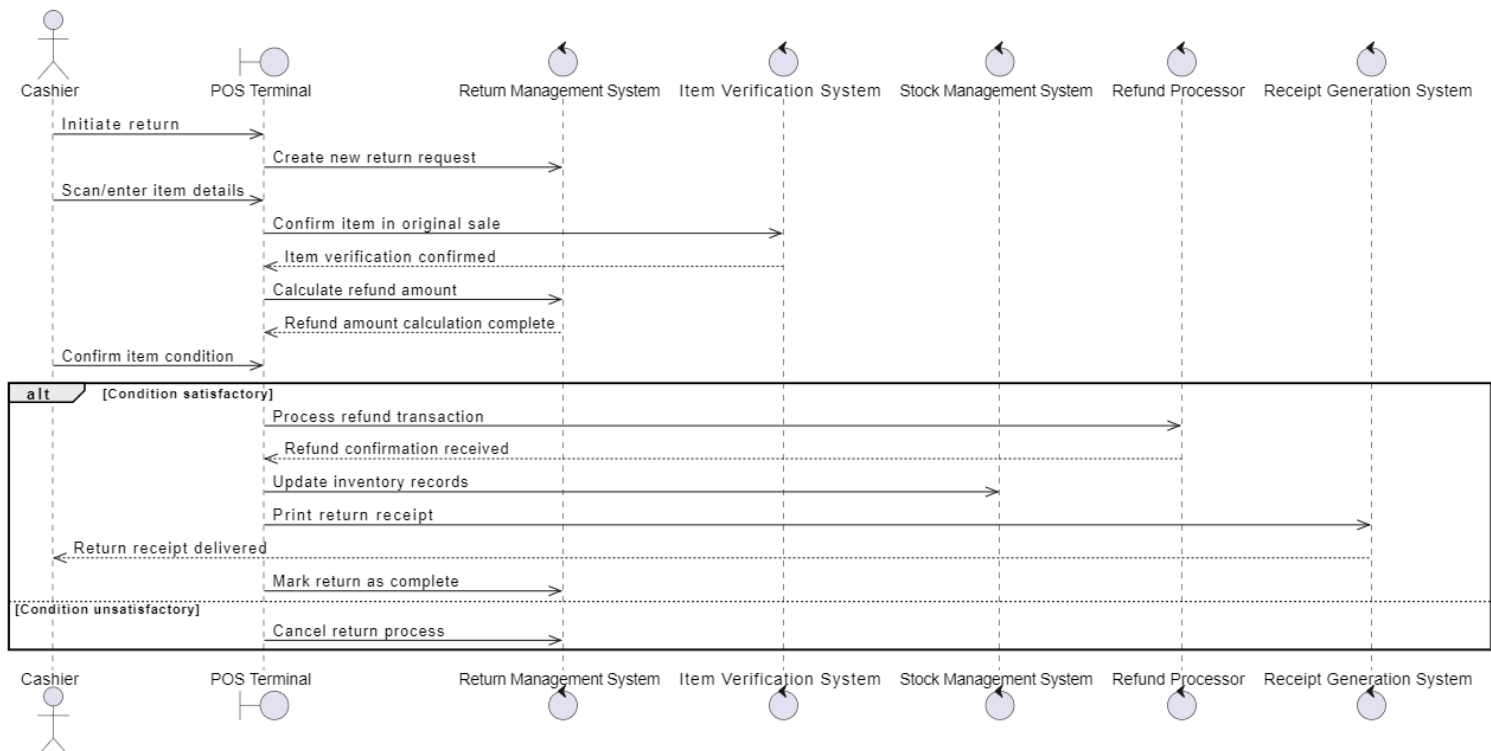 Cashier POS Terminal Return Management System Item Verification System Stock Management System Refund Processor Receipt Generation System
Initiate return
Create new return request
Scan/enter item details
Confirm item in original sale
Item verification confirmed
Calculate refund amount
Refund amount calculation complete
Confirm item condition
alt [Condition satisfactory]
Process refund transaction
Refund confirmation received
Update inventory records
Print return receipt
Return receipt delivered
Mark return as complete
[Condition unsatisfactory]
Cancel return process
Cashier POS Terminal Return Management System Item Verification System Stock Management System Refund Processor Receipt Generation System